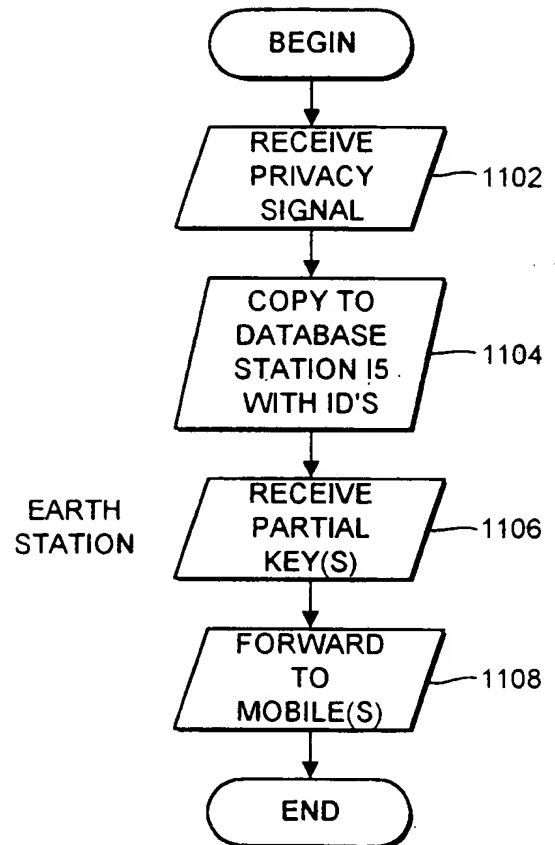 BEGIN
RECEIVE
PRIVACY
SIGNAL
1102
COPY TO
DATABASE
STATION 15
WITH ID'S
1104
EARTH
STATION
RECEIVE
PARTIAL
KEY(S)
1106
FORWARD
TO
MOBILE(S)
1108
END